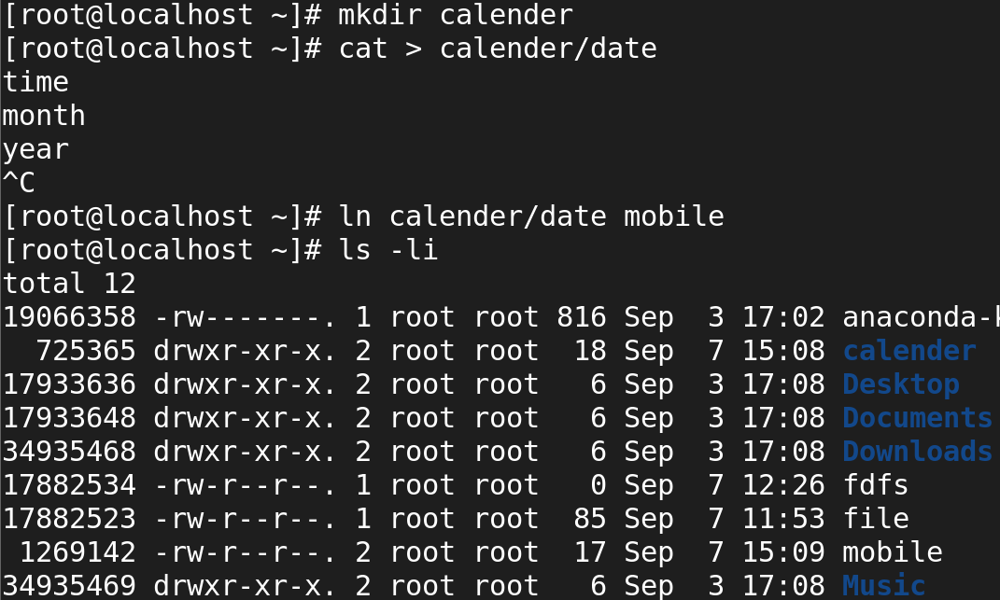 [root@localhost ~]# mkdir calender
[root@localhost ~]# cat > calender/date
time
month
year
^C
[root@localhost ~]# ln calender/date mobile
[root@localhost ~]# ls -li
total 12
19066358 -rw-------. 1 root root 816 Sep  3 17:02 anaconda-k
  725365 drwxr-xr-x. 2 root root  18 Sep  7 15:08 calender
17933636 drwxr-xr-x. 2 root root   6 Sep  3 17:08 Desktop
17933648 drwxr-xr-x. 2 root root   6 Sep  3 17:08 Documents
34935468 drwxr-xr-x. 2 root root   6 Sep  3 17:08 Downloads
17882534 -rw-r--r--. 1 root root   0 Sep  7 12:26 fdfs
17882523 -rw-r--r--. 1 root root  85 Sep  7 11:53 file
 1269142 -rw-r--r--. 2 root root  17 Sep  7 15:09 mobile
34935469 drwxr-xr-x. 2 root root   6 Sep  3 17:08 Music